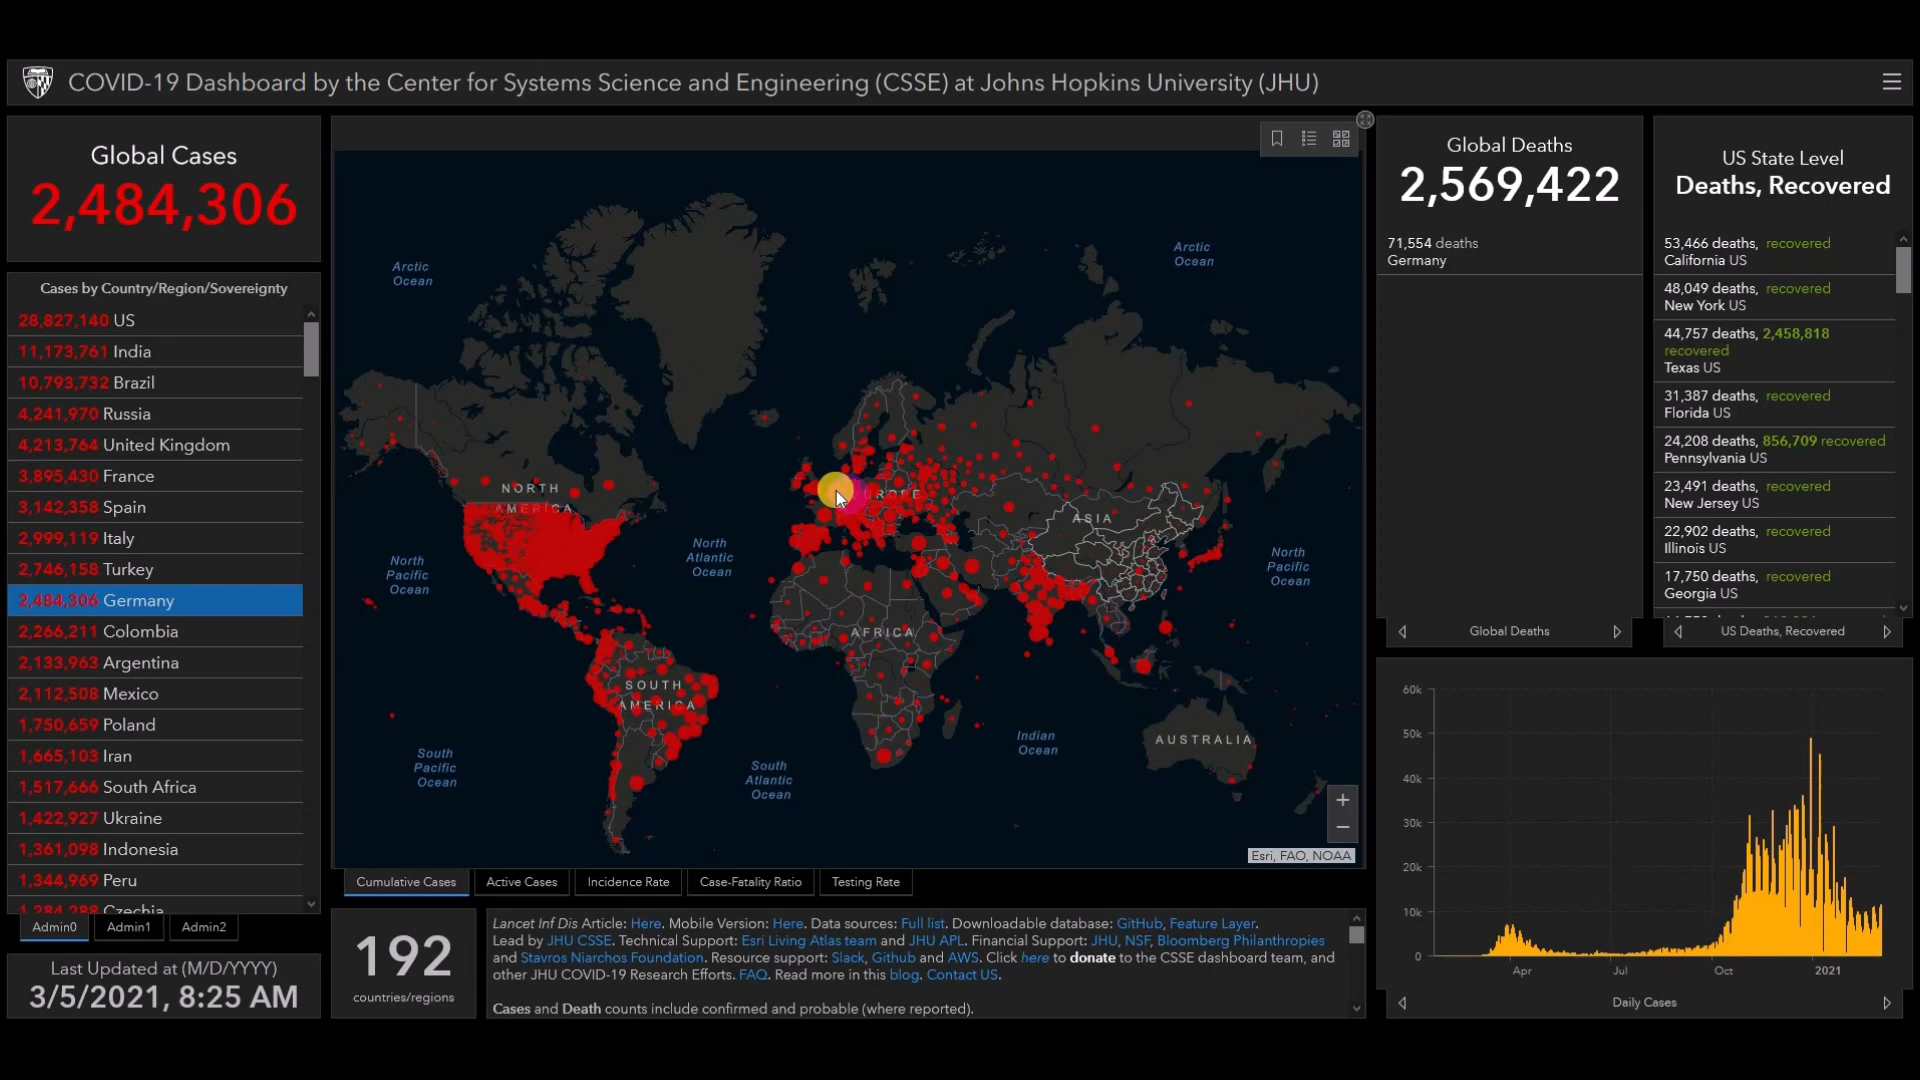 COVID-19 Dashboard by the Center for Systems Science and Engineering (CSSE) at Johns Hopkins University (JHU)
Global Cases
2,484,306
Cases by Country/Region/Sovereignty
28,827,140 US
11,173,761 India
10,793,732 Brazil
4,241,970 Russia
4,213,764 United Kingdom
3,895,430 France
3,142,358 Spain
2,999,119 Italy
2,746,158 Turkey
2,484,306 Germany
2,266,211 Colombia
2,133,963 Argentina
2,112,508 Mexico
1,750,659 Poland
1,665,103 Iran
1,517,666 South Africa
1,422,927 Ukraine
1,361,098 Indonesia
1,344,969 Peru
1,284,288 Czechia
Admin0
Admin1
Admin2
Last Updated at (M/D/YYYY)
3/5/2021, 8:25 AM
Arctic
Ocean
Arctic
Ocean
NORTH
AMERICA
EUROPE
ASIA
North
Pacific
Ocean
North
Atlantic
Ocean
North
Pacific
Ocean
AFRICA
SOUTH
AMERICA
South
Pacific
Ocean
South
Atlantic
Ocean
Indian
Ocean
AUSTRALIA
+
−
Esri, FAO, NOAA
Cumulative Cases
Active Cases
Incidence Rate
Case-Fatality Ratio
Testing Rate
192
countries/regions
Lancet Inf Dis Article: Here. Mobile Version: Here. Data sources: Full list. Downloadable database: GitHub, Feature Layer.
Lead by JHU CSSE. Technical Support: Esri Living Atlas team and JHU APL. Financial Support: JHU, NSF, Bloomberg Philanthropies
and Stavros Niarchos Foundation. Resource support: Slack, Github and AWS. Click here to donate to the CSSE dashboard team, and
other JHU COVID-19 Research Efforts. FAQ. Read more in this blog. Contact US.
Cases and Death counts include confirmed and probable (where reported).
Global Deaths
2,569,422
71,554 deaths
Germany
Global Deaths
US State Level
Deaths, Recovered
53,466 deaths, recovered
California US
48,049 deaths, recovered
New York US
44,757 deaths, 2,458,818
recovered
Texas US
31,387 deaths, recovered
Florida US
24,208 deaths, 856,709 recovered
Pennsylvania US
23,491 deaths, recovered
New Jersey US
22,902 deaths, recovered
Illinois US
17,750 deaths, recovered
Georgia US
US Deaths, Recovered
60k
50k
40k
30k
20k
10k
0
Apr
Jul
Oct
2021
Daily Cases